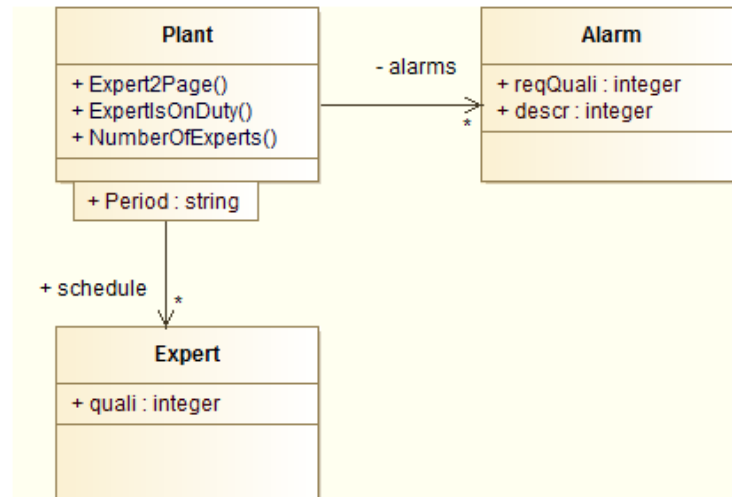 Plant
+ Expert2Page()
+ ExpertIsOnDuty()
+ NumberOfExperts()
+ Period : string
- alarms
*
Alarm
+ reqQuali : integer
+ descr : integer
+ schedule
*
Expert
+ quali : integer